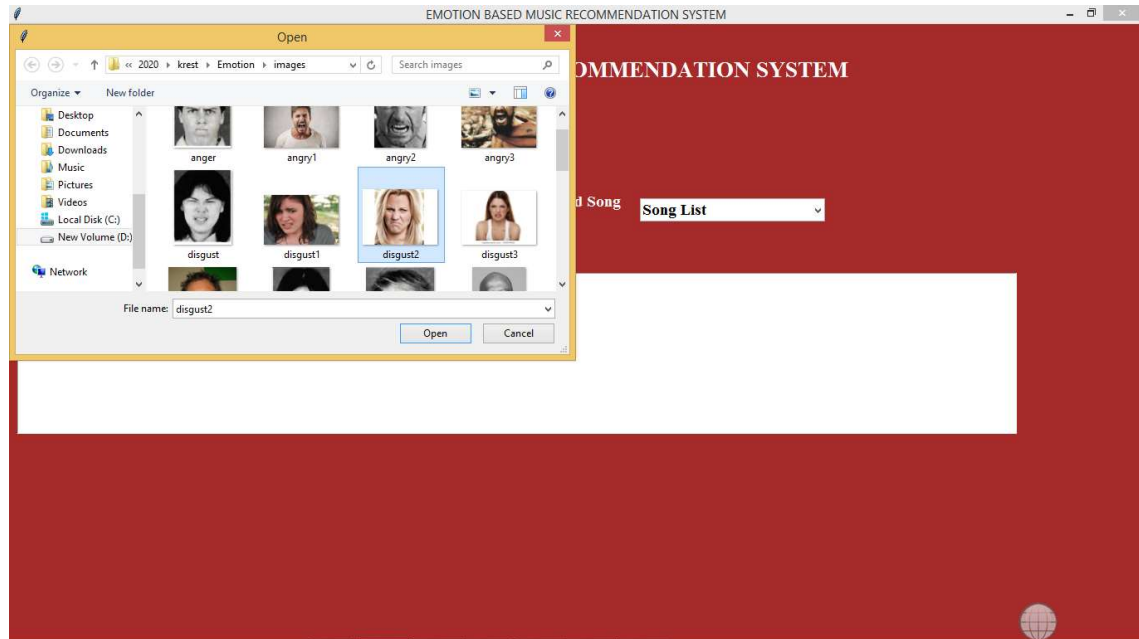 EMOTION BASED MUSIC RECOMMENDATION SYSTEM
Open
« 2020 › krest › Emotion › images
Search images
OMMENDATION SYSTEM
Organize
New folder
Desktop
Documents
Downloads
Music
Pictures
Videos
Local Disk (C:)
New Volume (D:)
Network
anger
angry1
angry2
angry3
disgust
disgust1
disgust2
disgust3
d Song
Song List
File name: disgust2
Open
Cancel